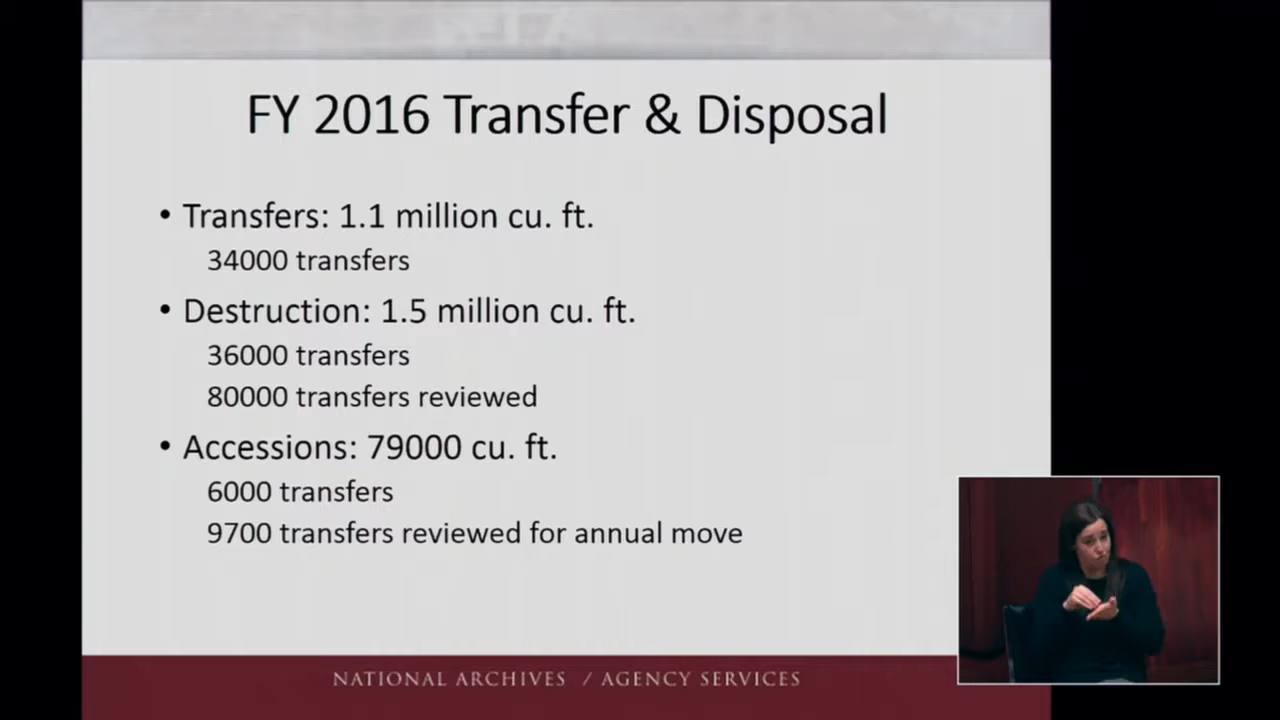 FY 2016 Transfer & Disposal
• Transfers: 1.1 million cu. ft.
34000 transfers
• Destruction: 1.5 million cu. ft.
36000 transfers
80000 transfers reviewed
• Accessions: 79000 cu. ft.
6000 transfers
9700 transfers reviewed for annual move
NATIONAL ARCHIVES / AGENCY SERVICES